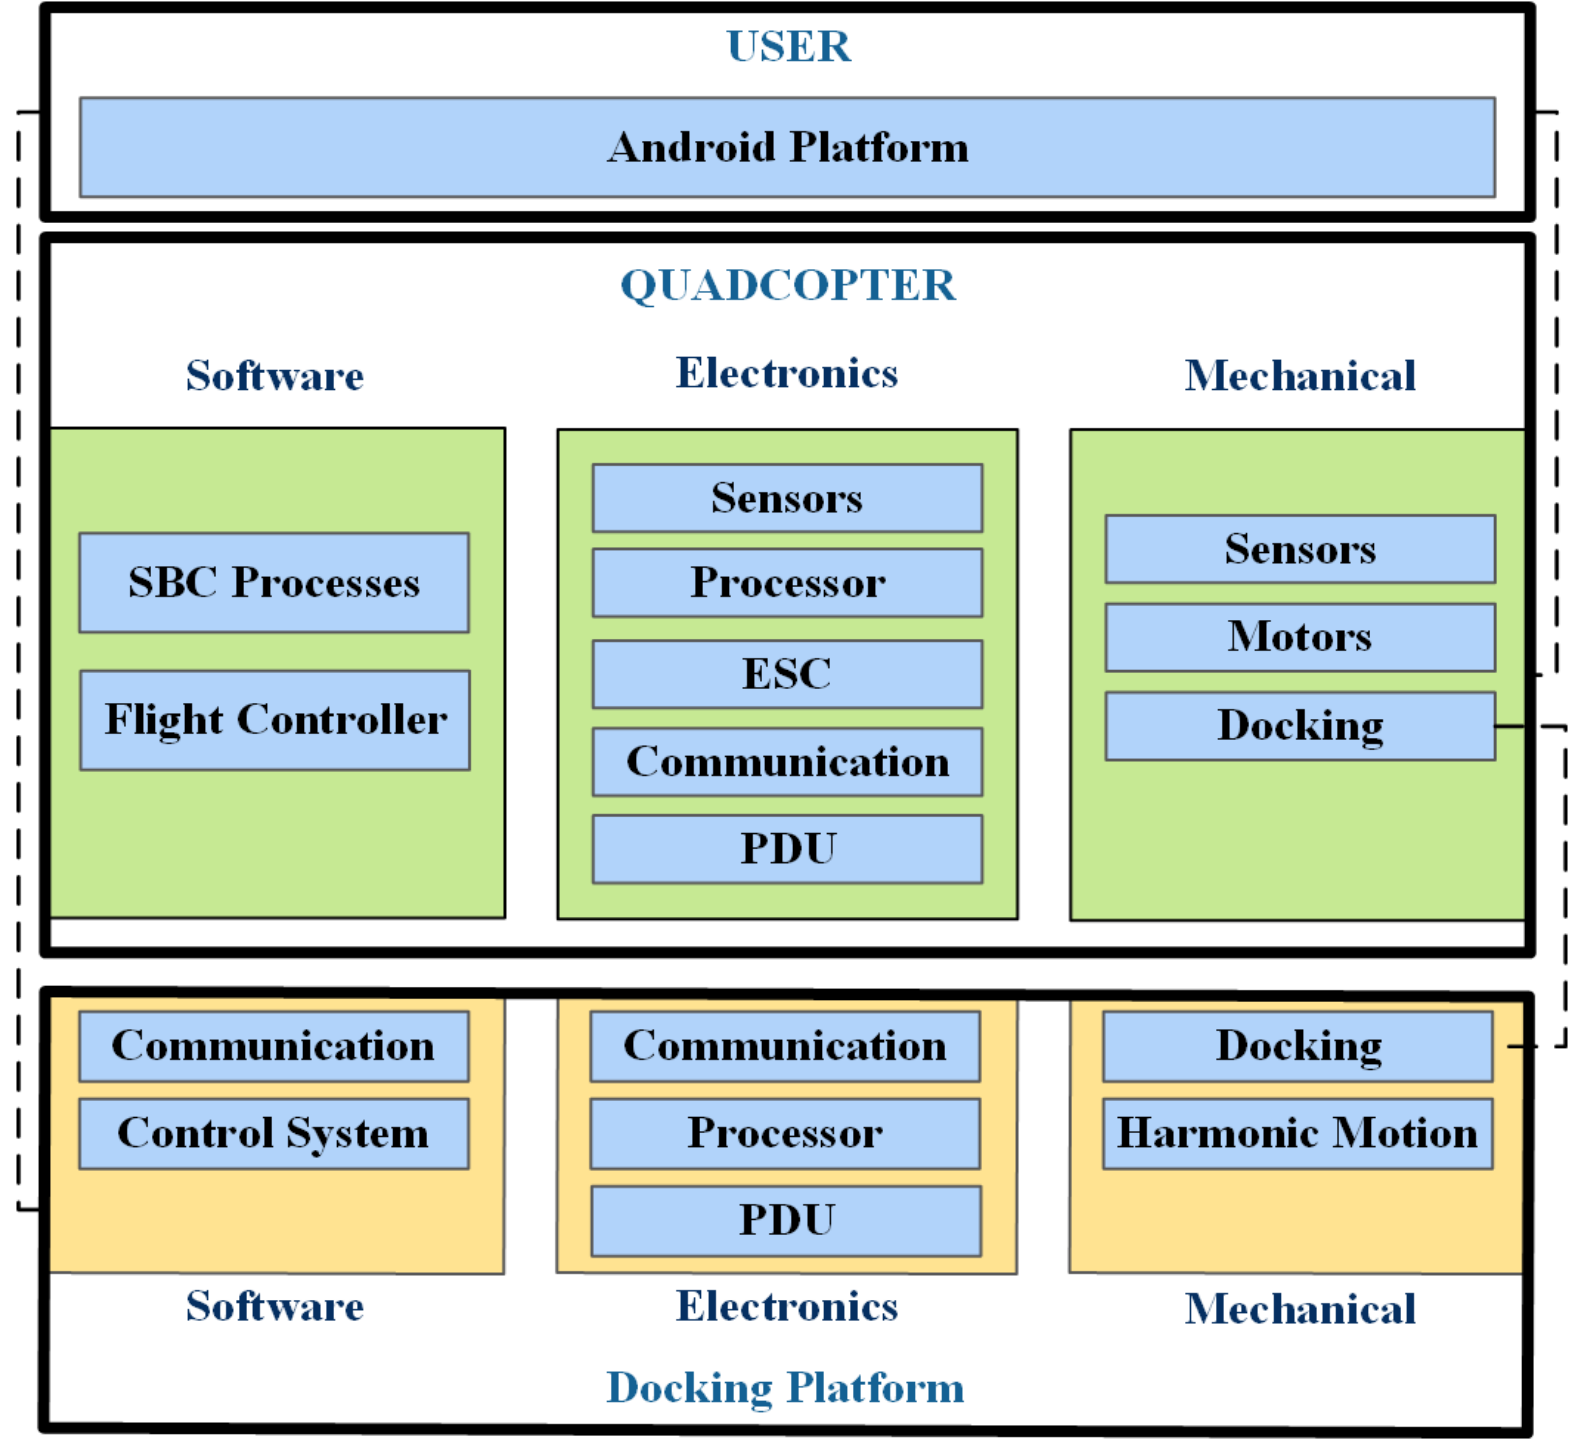 USER
Android Platform
QUADCOPTER
Software
Electronics
Mechanical
SBC Processes
Flight Controller
Sensors
Processor
ESC
Communication
PDU
Sensors
Motors
Docking
Communication
Control System
Communication
Processor
PDU
Docking
Harmonic Motion
Software
Electronics
Mechanical
Docking Platform